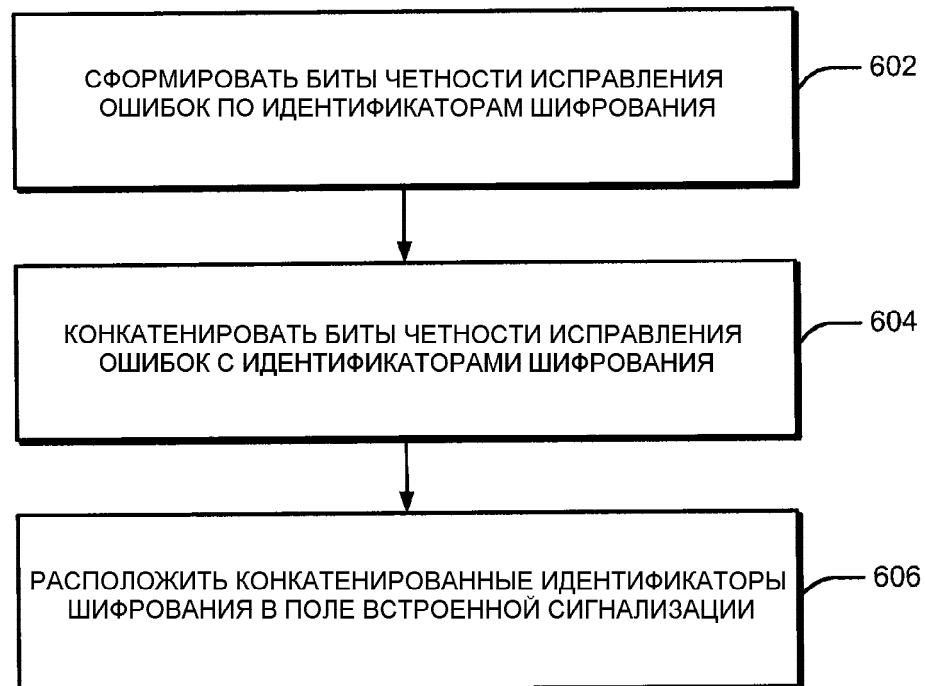 СФОРМИРОВАТЬ БИТЫ ЧЕТНОСТИ ИСПРАВЛЕНИЯ
ОШИБОК ПО ИДЕНТИФИКАТОРАМ ШИФРОВАНИЯ
602
КОНКАТЕНИРОВАТЬ БИТЫ ЧЕТНОСТИ ИСПРАВЛЕНИЯ
ОШИБОК С ИДЕНТИФИКАТОРАМИ ШИФРОВАНИЯ
604
РАСПОЛОЖИТЬ КОНКАТЕНИРОВАННЫЕ ИДЕНТИФИКАТОРЫ
ШИФРОВАНИЯ В ПОЛЕ ВСТРОЕННОЙ СИГНАЛИЗАЦИИ
606